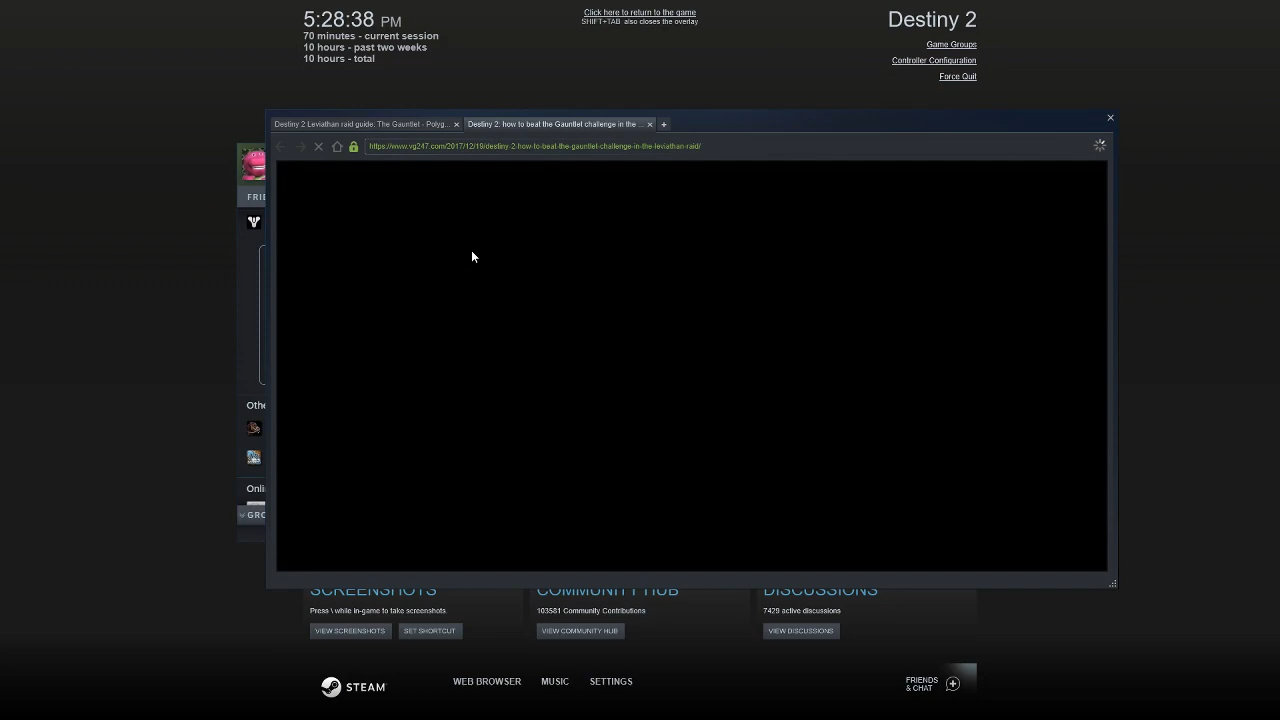 5:28:38 PM
70 minutes - current session
10 hours - past two weeks
10 hours - total
Click here to return to the game
SHIFT+TAB also closes the overlay
Destiny 2
Game Groups
Controller Configuration
Force Quit
Destiny 2 Leviathan raid guide: The Gauntlet - Polyg...
Destiny 2: how to beat the Gauntlet challenge in the ...
https://www.vg247.com/2017/12/19/destiny-2-how-to-beat-the-gauntlet-challenge-in-the-leviathan-raid/
FRIE
Othe
Onli
GRO
SCREENSHOTS
Press \ while in-game to take screenshots
VIEW SCREENSHOTS
SET SHORTCUT
COMMUNITY HUB
103581 Community Contributions
VIEW COMMUNITY HUB
DISCUSSIONS
7429 active discussions
VIEW DISCUSSIONS
STEAM
WEB BROWSER
MUSIC
SETTINGS
FRIENDS
& CHAT